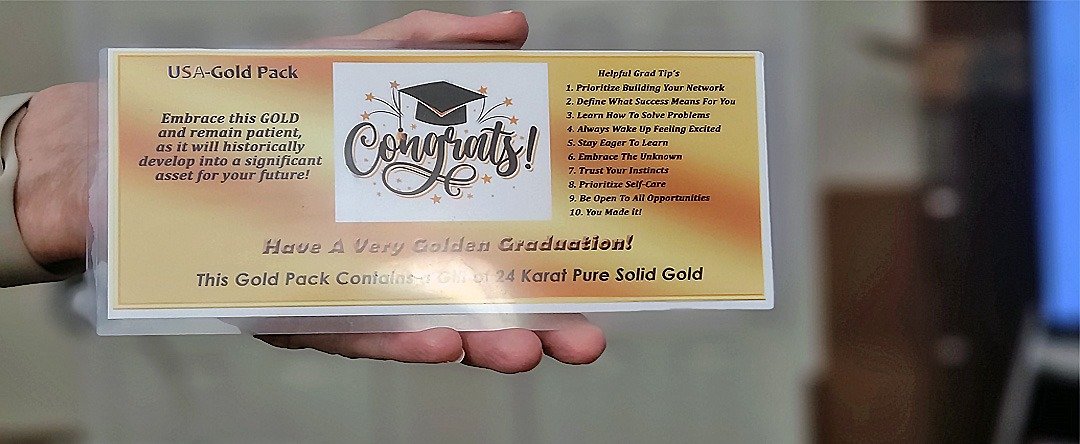 USA-Gold Pack
Embrace this GOLD
and remain patient,
as it will historically
develop into a significant
asset for your future!
Congrats!
Helpful Grad Tip's
1. Prioritize Building Your Network
2. Define What Success Means For You
3. Learn How To Solve Problems
4. Always Wake Up Feeling Excited
5. Stay Eager To Learn
6. Embrace The Unknown
7. Trust Your Instincts
8. Prioritize Self-Care
9. Be Open To All Opportunities
10. You Made it!
Have A Very Golden Graduation!
This Gold Pack Contains of 24 Karat Pure Solid Gold